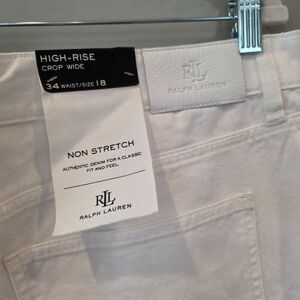 HIGH-RISE
CROP WIDE
34 WAIST/SIZE 18
NON STRETCH
AUTHENTIC DENIM FOR A CLASSIC
FIT AND FEEL.
RLL
RALPH LAUREN
RLL
RALPH LAUREN